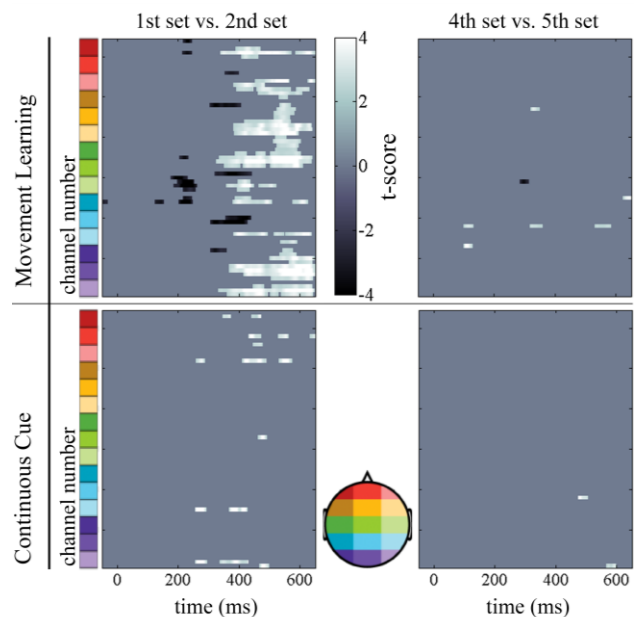 1st set vs. 2nd set
4th set vs. 5th set
Movement Learning
channel number
4
2
0
-2
-4
t-score
Continuous Cue
channel number
0 200 400 600
0 200 400 600
time (ms)
time (ms)